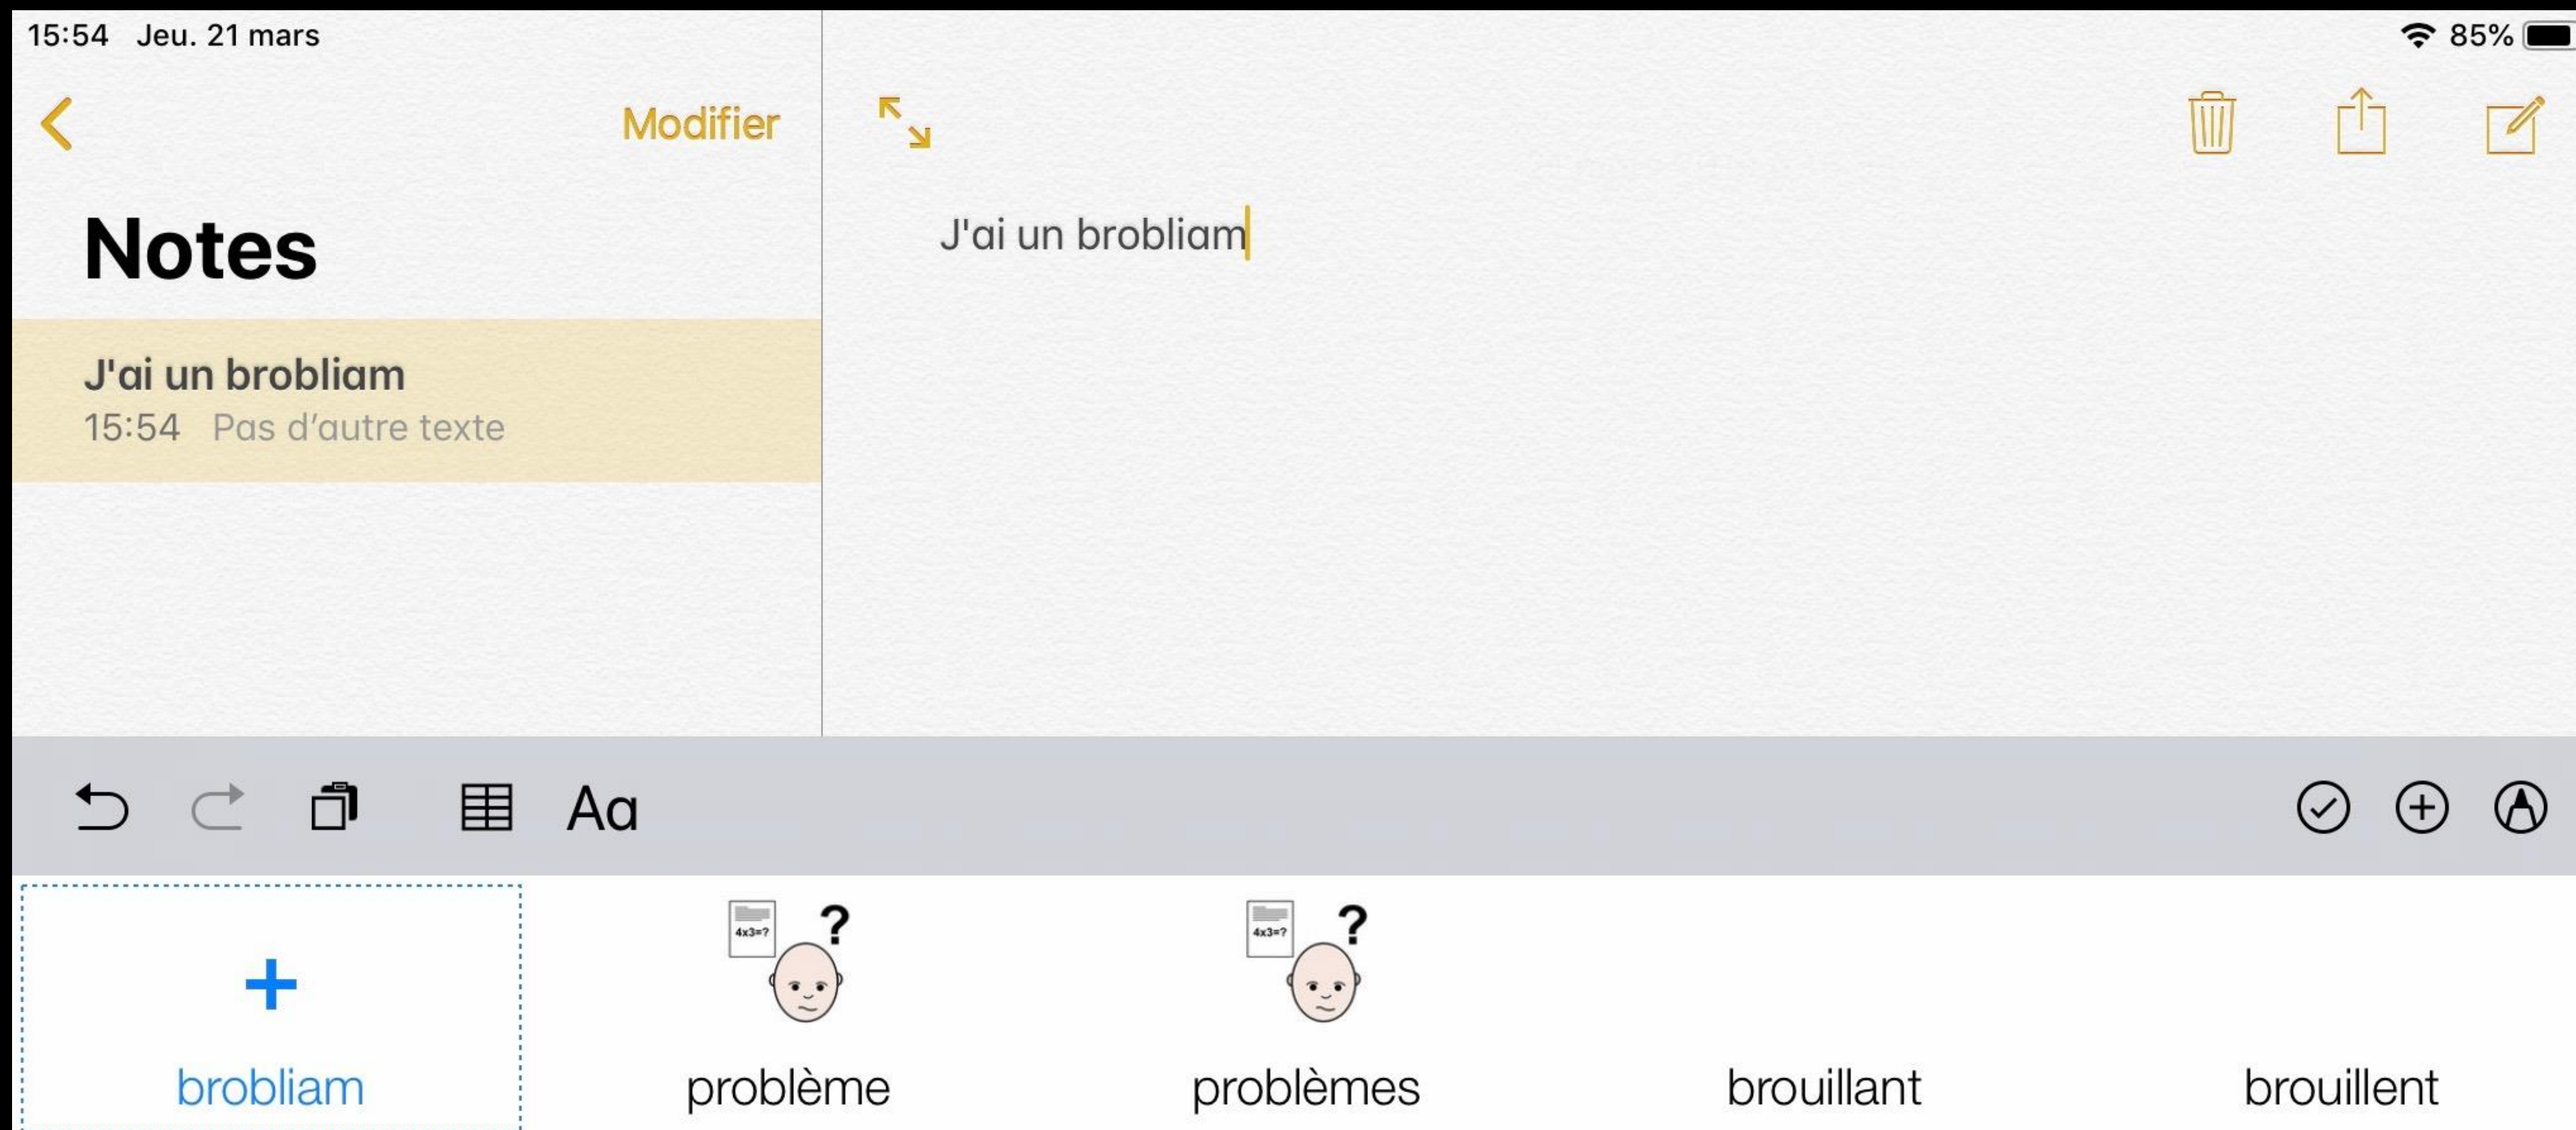 15:54 Jeu. 21 mars
85%
Modifier
Notes
J'ai un brobliam
15:54 Pas d’autre texte
J'ai un brobliam
Aa
+
brobliam
4x3=? ?
problème
4x3=? ?
problèmes
brouillant
brouillent